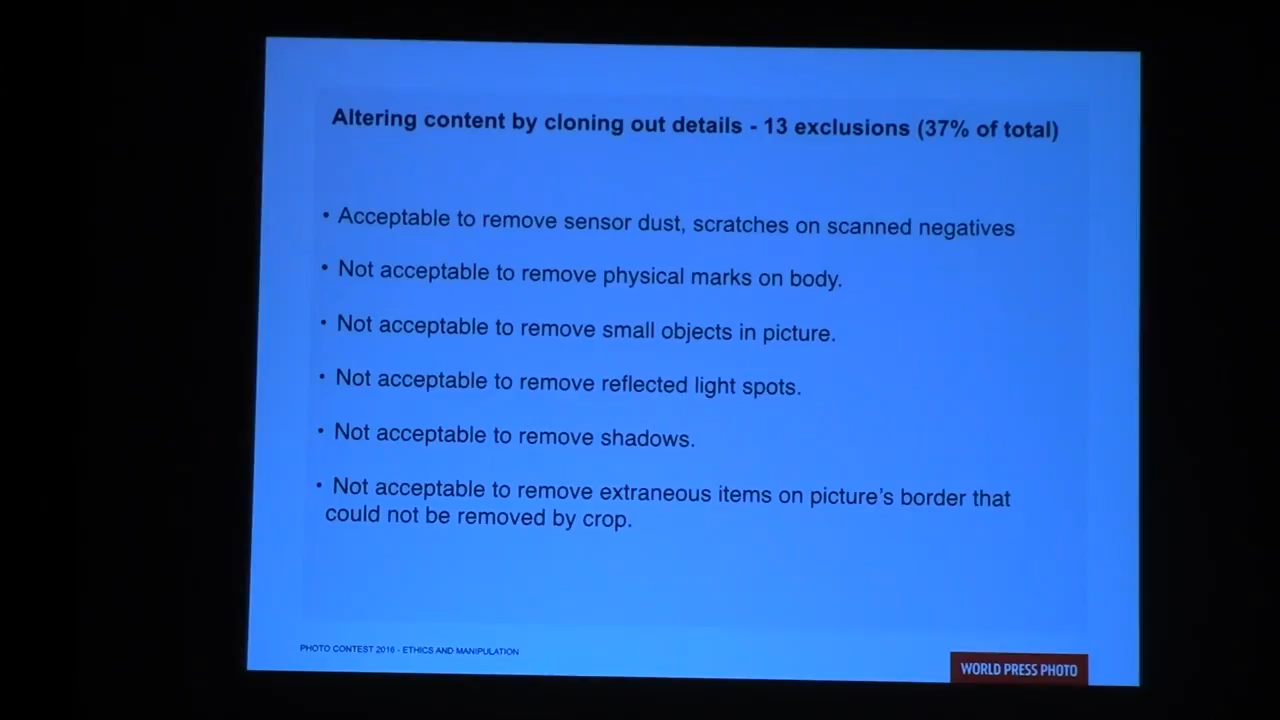 Altering content by cloning out details - 13 exclusions (37% of total)
• Acceptable to remove sensor dust, scratches on scanned negatives
• Not acceptable to remove physical marks on body.
• Not acceptable to remove small objects in picture.
• Not acceptable to remove reflected light spots.
• Not acceptable to remove shadows.
• Not acceptable to remove extraneous items on picture's border that
could not be removed by crop.
PHOTO CONTEST 2016 - ETHICS AND MANIPULATION
WORLD PRESS PHOTO